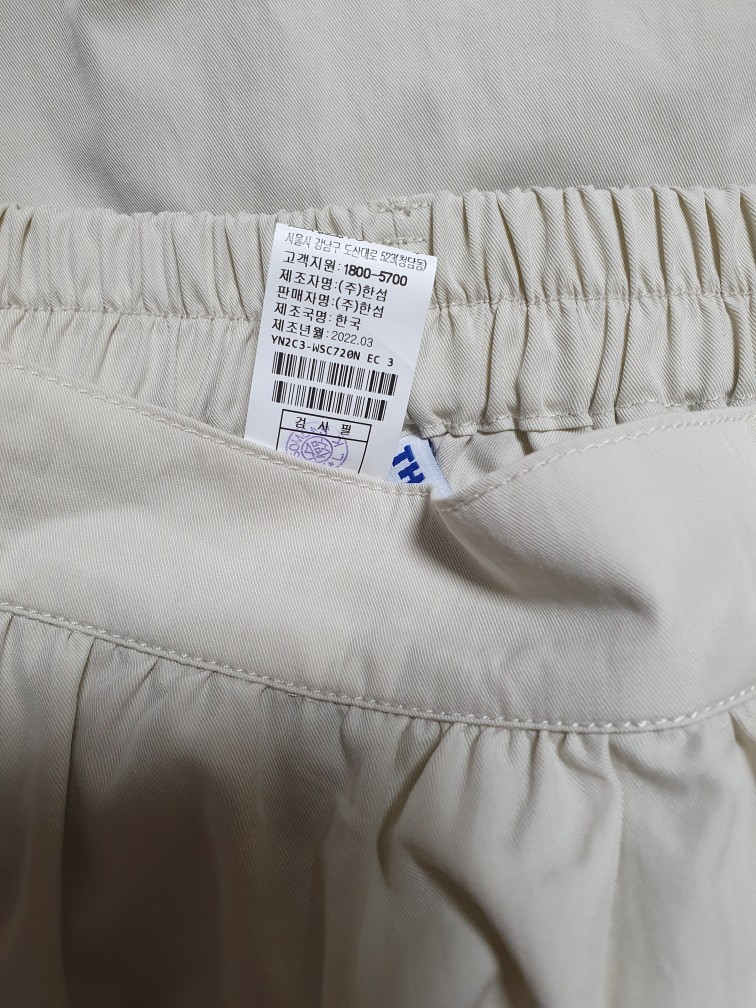 서울시 강남구 도산대로 523(청담동)
고객지원 : 1800-5700
제조자명 :(주)한섬
판매자명 :(주)한섬
제조국명 : 한국
제조년월 : 2022.03
YN2C3-WSC720N EC 3
검 사 필
TH